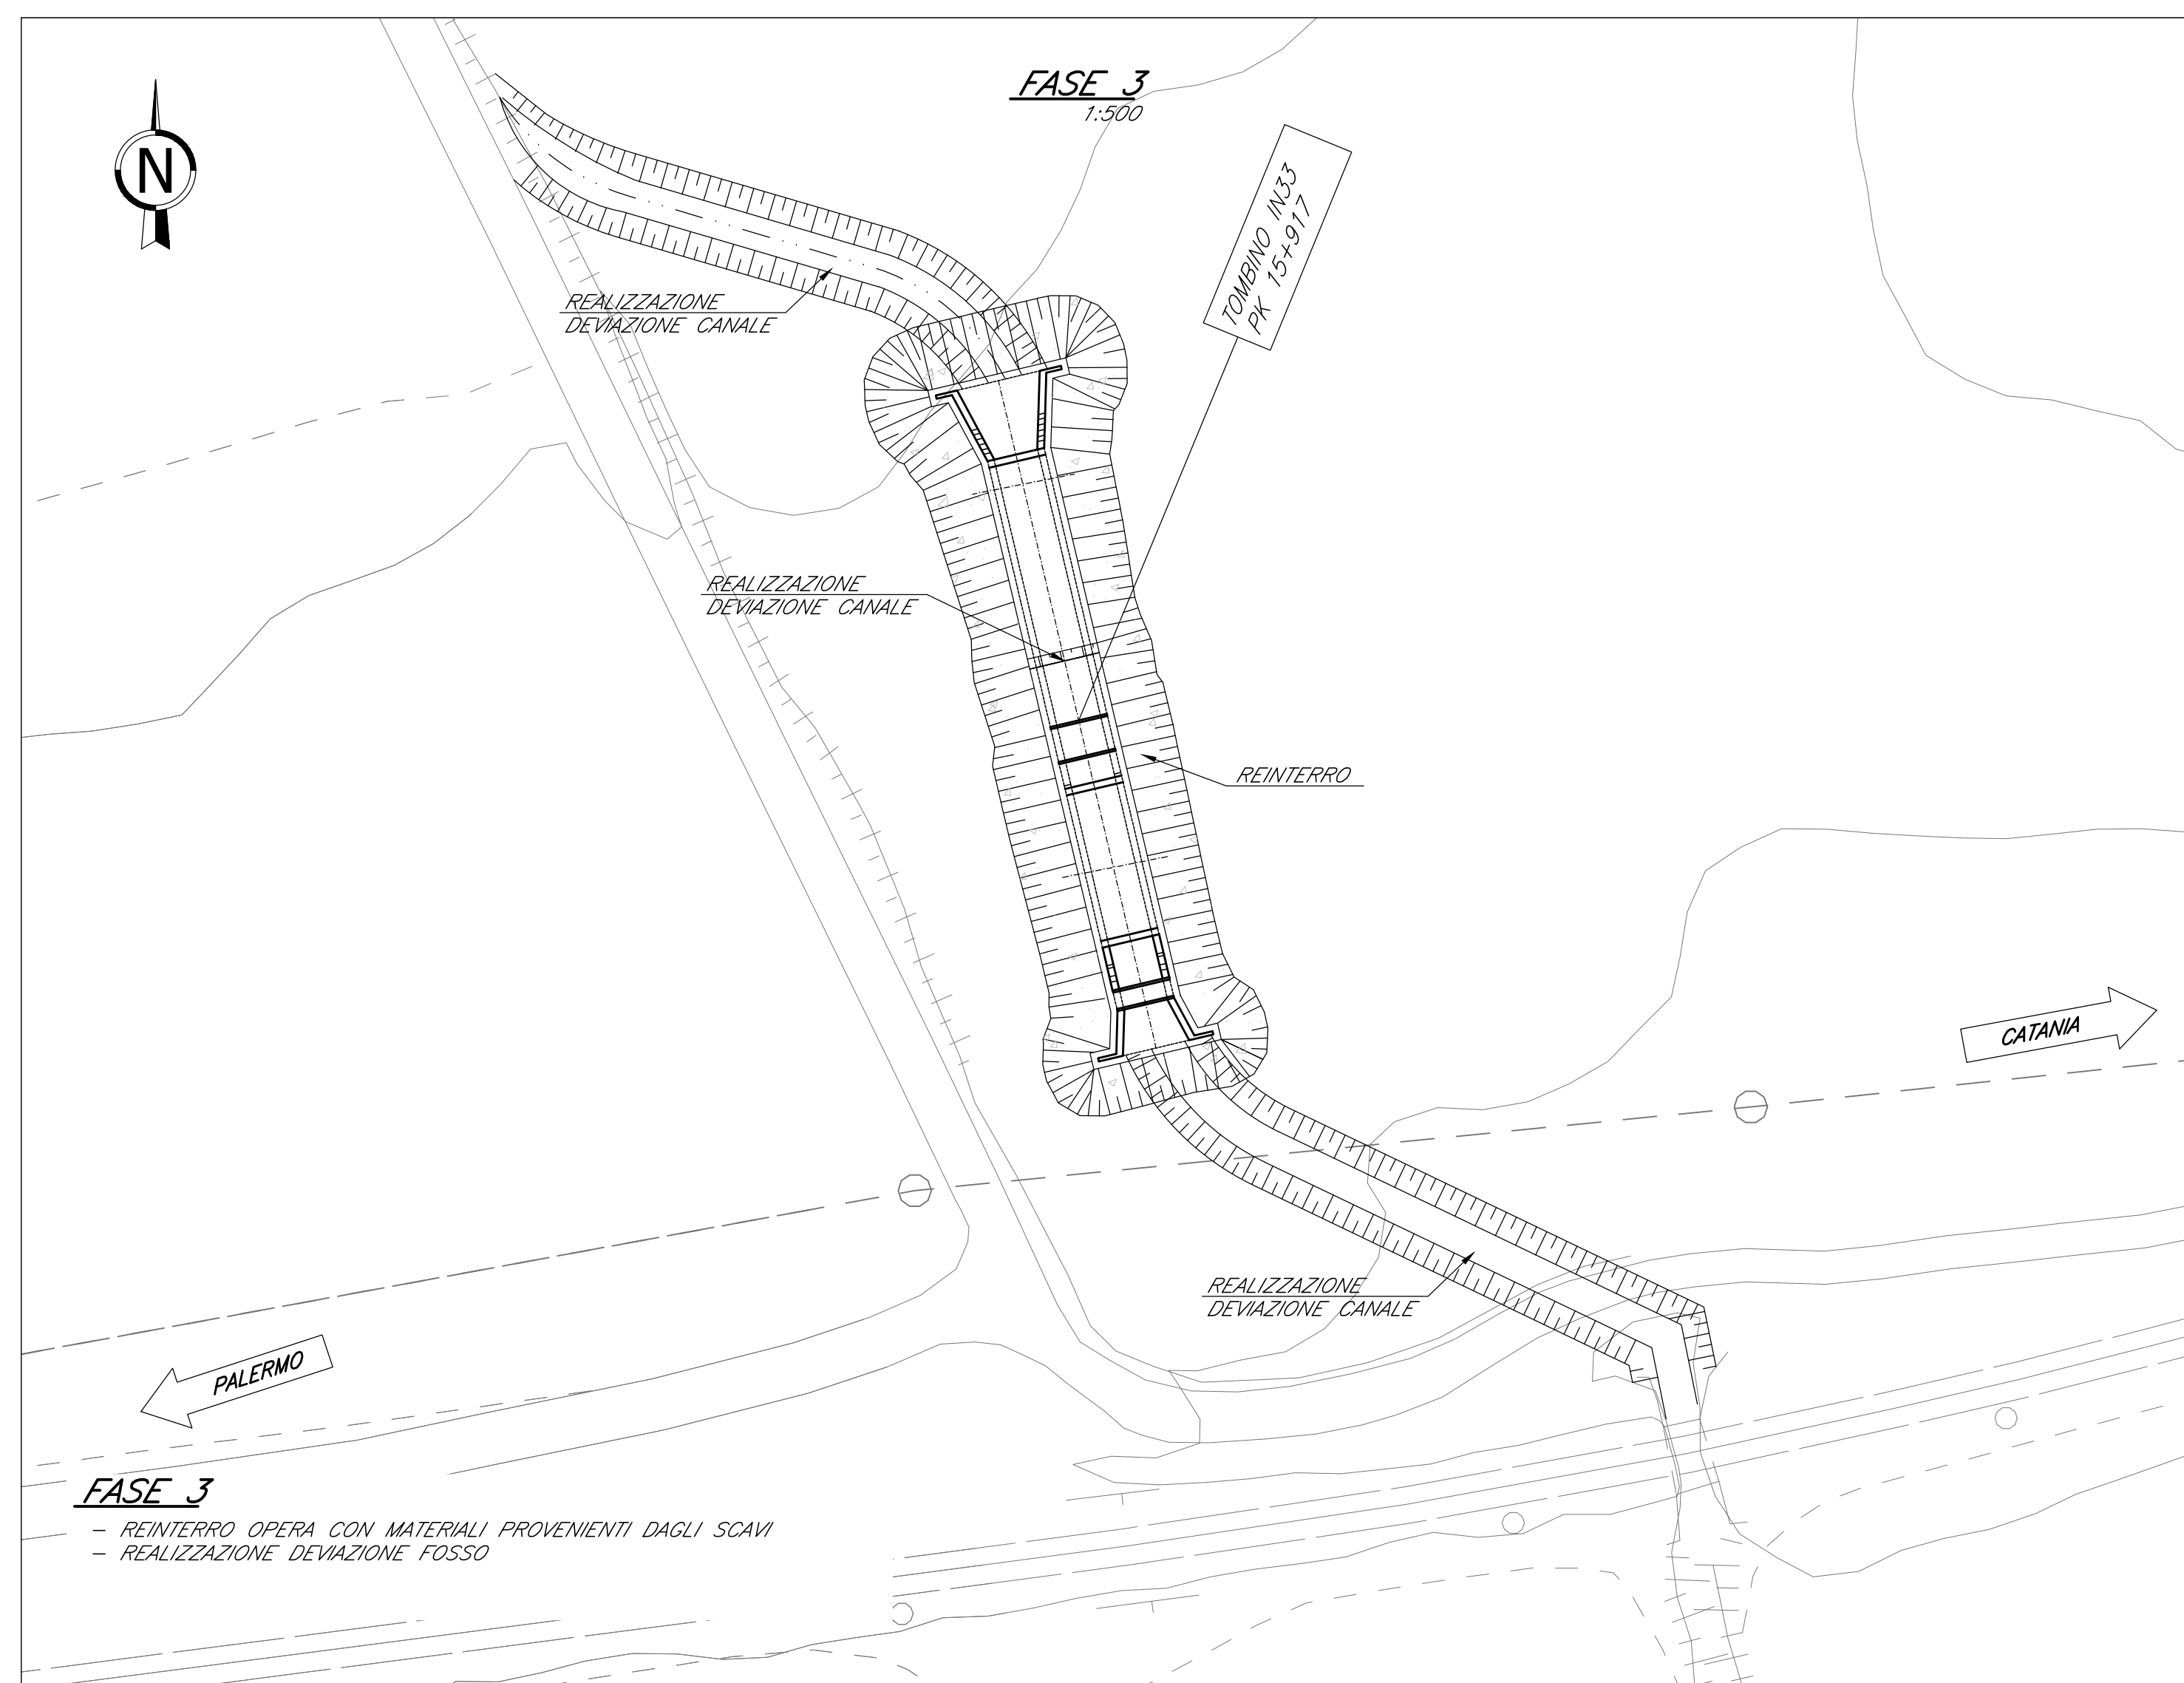 FASE 3
1:500
N
TOMBINO IN33
PK 15+917
REALIZZAZIONE
DEVIAZIONE CANALE
REALIZZAZIONE
DEVIAZIONE CANALE
REINTERRO
CATANIA
REALIZZAZIONE
DEVIAZIONE CANALE
PALERMO
FASE 3
- REINTERRO OPERA CON MATERIALI PROVENIENTI DAGLI SCAVI
- REALIZZAZIONE DEVIAZIONE FOSSO